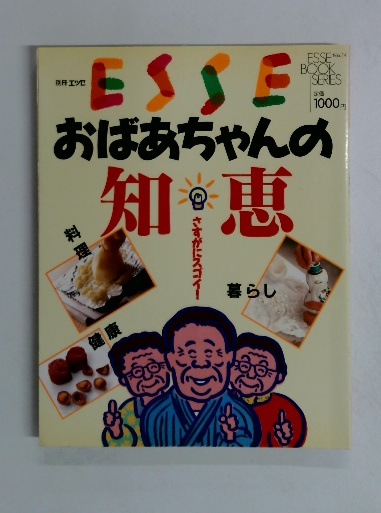 別冊エッセ
ESSE
ESSE No.14
BOOK
SERIES
定価
1000円
おばあちゃんの
知恵
さすがにスゴイ!
料理
暮らし
健康